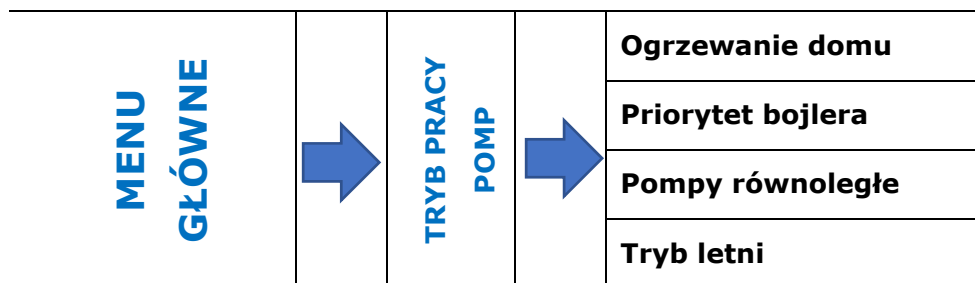 MENU
GŁÓWNE
TRYB PRACY
POMP
Ogrzewanie domu
Priorytet bojlera
Pompy równoległe
Tryb letni